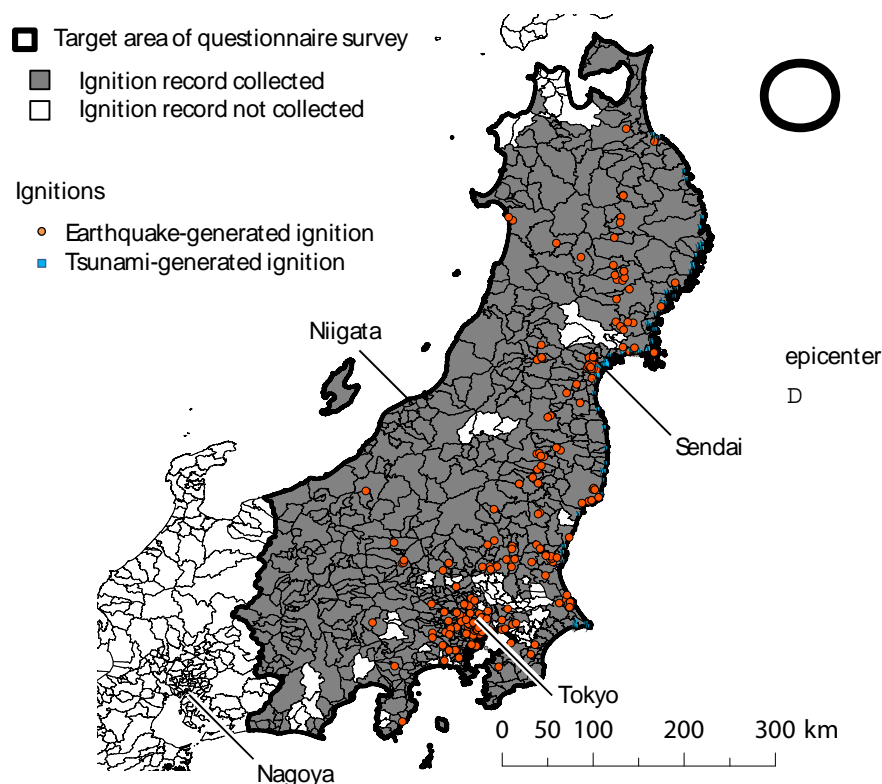 Target area of questionnaire survey
Ignition record collected
Ignition record not collected
Ignitions
Earthquake-generated ignition
Tsunami-generated ignition
Niigata
epicenter
D
Sendai
Tokyo
0 50 100 200 300 km
Nagoya